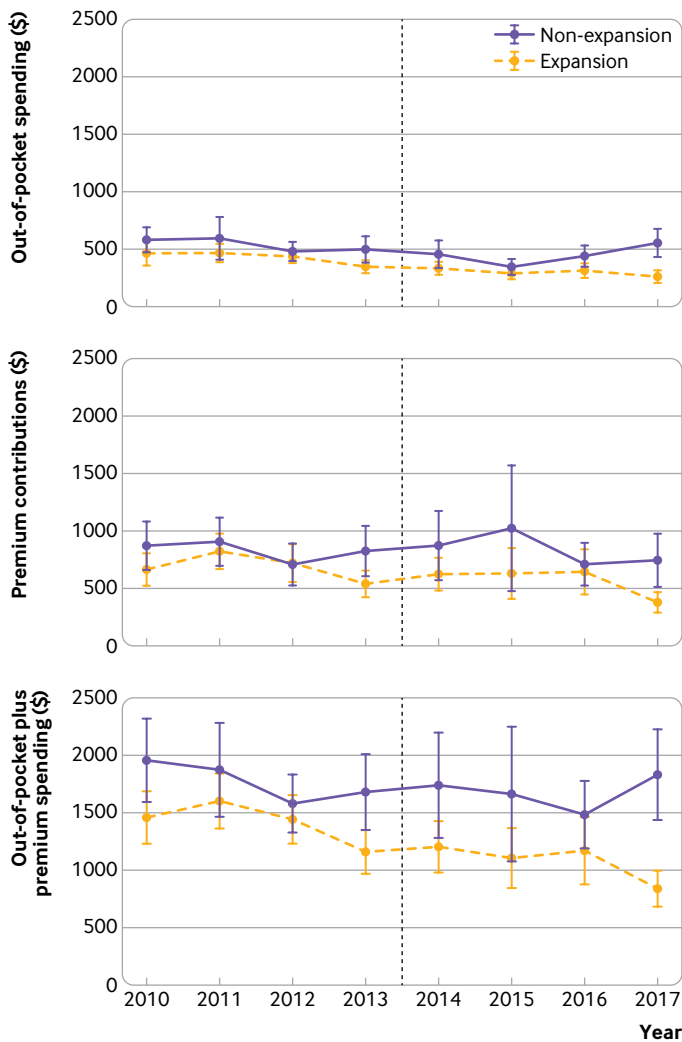 Out-of-pocket spending ($)
2500
2000
1500
1000
500
0
Non-expansion
Expansion
Premium contributions ($)
2500
2000
1500
1000
500
0
Out-of-pocket plus
premium spending ($)
2500
2000
1500
1000
500
0
2010 2011 2012 2013 2014 2015 2016 2017
Year